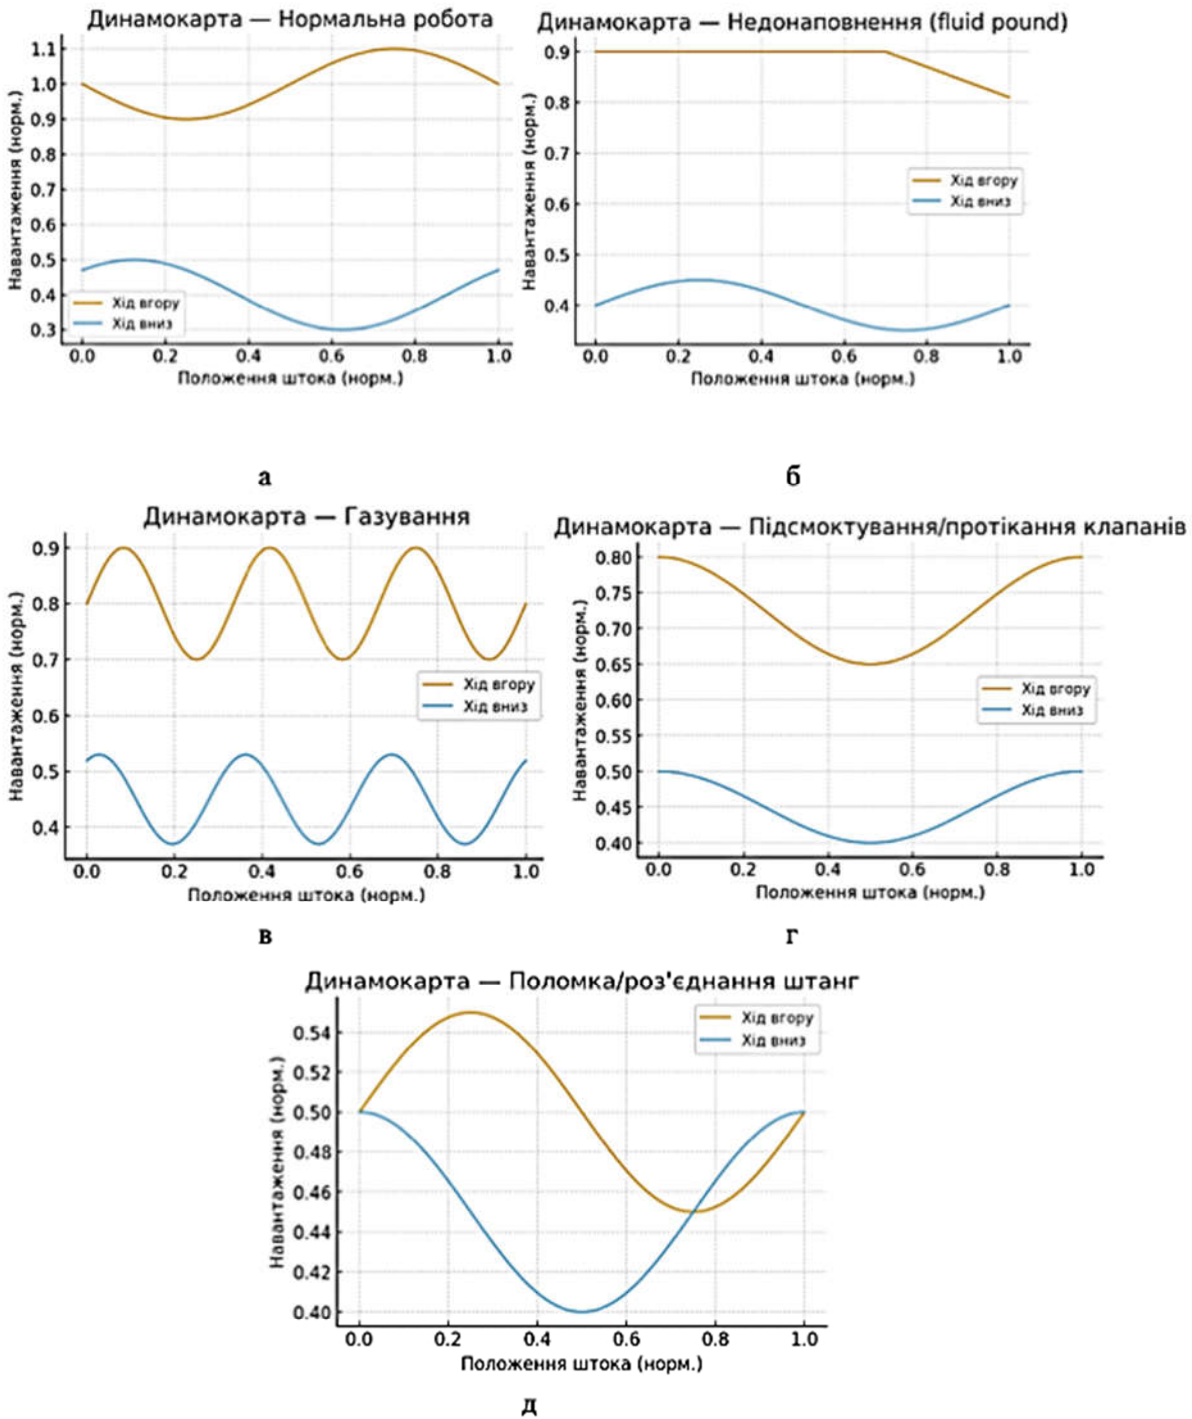 Динамокарта — Нормальна робота
Навантаження (норм.)
1.1
1.0
0.9
0.8
0.7
0.6
0.5
0.4
0.3
Хід вгору
Хід вниз
0.0 0.2 0.4 0.6 0.8 1.0
Положення штока (норм.)
а
Динамокарта — Недонаповнення (fluid pound)
Навантаження (норм.)
0.9
0.8
0.7
0.6
0.5
0.4
Хід вгору
Хід вниз
0.0 0.2 0.4 0.6 0.8 1.0
Положення штока (норм.)
б
Динамокарта — Газування
Навантаження (норм.)
0.9
0.8
0.7
0.6
0.5
0.4
Хід вгору
Хід вниз
0.0 0.2 0.4 0.6 0.8 1.0
Положення штока (норм.)
в
Динамокарта — Підсмоктування/протікання клапанів
Навантаження (норм.)
0.80
0.75
0.70
0.65
0.60
0.55
0.50
0.45
0.40
Хід вгору
Хід вниз
0.0 0.2 0.4 0.6 0.8 1.0
Положення штока (норм.)
г
Динамокарта — Поломка/роз'єднання штанг
Навантаження (норм.)
0.54
0.52
0.50
0.48
0.46
0.44
0.42
0.40
Хід вгору
Хід вниз
0.0 0.2 0.4 0.6 0.8 1.0
Положення штока (норм.)
д